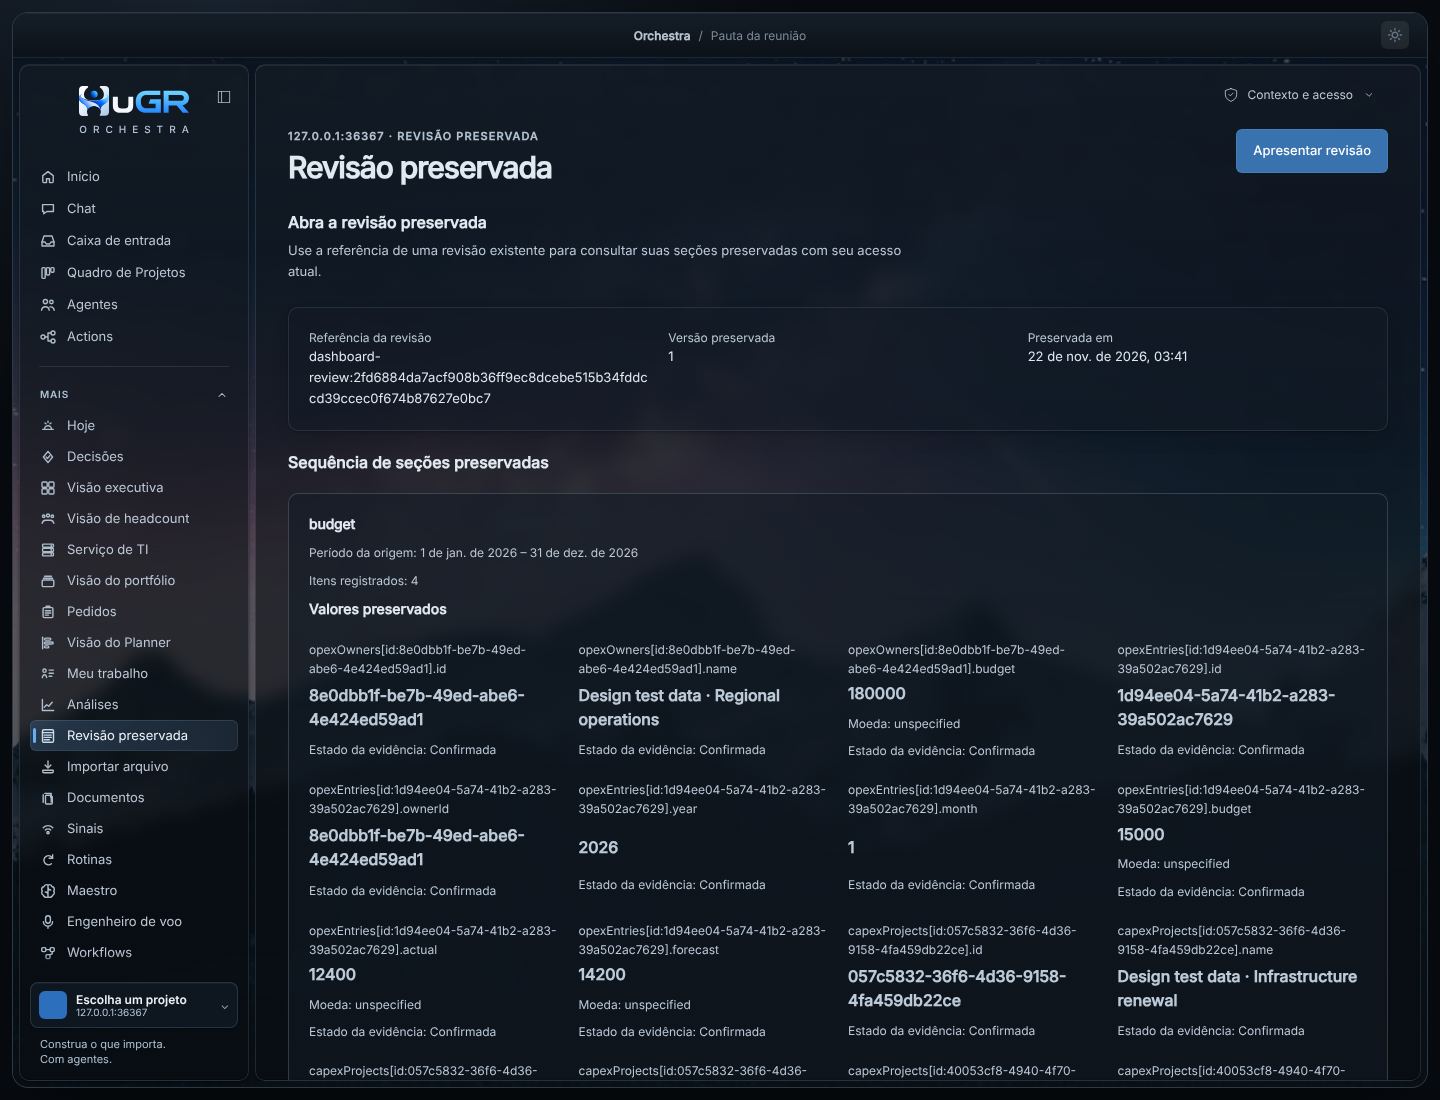 Orchestra / Pauta da reunião
HuGR
ORCHESTRA
Início
Chat
Caixa de entrada
Quadro de Projetos
Agentes
Actions
MAIS
Hoje
Decisões
Visão executiva
Visão de headcount
Serviço de TI
Visão do portfólio
Pedidos
Visão do Planner
Meu trabalho
Análises
Revisão preservada
Importar arquivo
Documentos
Sinais
Rotinas
Maestro
Engenheiro de voo
Workflows
Escolha um projeto
127.0.0.1:36367
Construa o que importa.
Com agentes.
Contexto e acesso
127.0.0.1:36367 · REVISÃO PRESERVADA
Revisão preservada
Apresentar revisão
Abra a revisão preservada
Use a referência de uma revisão existente para consultar suas seções preservadas com seu acesso
atual.
Referência da revisão
dashboard-
review:2fd6884da7acf908b36ff9ec8dcebe515b34fddc
cd39ccec0f674b87627e0bc7
Versão preservada
1
Preservada em
22 de nov. de 2026, 03:41
Sequência de seções preservadas
budget
Período da origem: 1 de jan. de 2026 – 31 de dez. de 2026
Itens registrados: 4
Valores preservados
opexOwners[id:8e0dbb1f-be7b-49ed-
abe6-4e424ed59ad1].id
8e0dbb1f-be7b-49ed-abe6-
4e424ed59ad1
Estado da evidência: Confirmada
opexOwners[id:8e0dbb1f-be7b-49ed-
abe6-4e424ed59ad1].name
Design test data · Regional
operations
Estado da evidência: Confirmada
opexOwners[id:8e0dbb1f-be7b-49ed-
abe6-4e424ed59ad1].budget
180000
Moeda: unspecified
Estado da evidência: Confirmada
opexEntries[id:1d94ee04-5a74-41b2-a283-
39a502ac7629].id
1d94ee04-5a74-41b2-a283-
39a502ac7629
Estado da evidência: Confirmada
opexEntries[id:1d94ee04-5a74-41b2-a283-
39a502ac7629].ownerId
8e0dbb1f-be7b-49ed-abe6-
4e424ed59ad1
Estado da evidência: Confirmada
opexEntries[id:1d94ee04-5a74-41b2-a283-
39a502ac7629].year
2026
Estado da evidência: Confirmada
opexEntries[id:1d94ee04-5a74-41b2-a283-
39a502ac7629].month
1
Estado da evidência: Confirmada
opexEntries[id:1d94ee04-5a74-41b2-a283-
39a502ac7629].budget
15000
Moeda: unspecified
Estado da evidência: Confirmada
opexEntries[id:1d94ee04-5a74-41b2-a283-
39a502ac7629].actual
12400
Moeda: unspecified
Estado da evidência: Confirmada
opexEntries[id:1d94ee04-5a74-41b2-a283-
39a502ac7629].forecast
14200
Moeda: unspecified
Estado da evidência: Confirmada
capexProjects[id:057c5832-36f6-4d36-
9158-4fa459db22ce].id
057c5832-36f6-4d36-9158-
4fa459db22ce
Estado da evidência: Confirmada
capexProjects[id:057c5832-36f6-4d36-
9158-4fa459db22ce].name
Design test data · Infrastructure
renewal
Estado da evidência: Confirmada
capexProjects[id:057c5832-36f6-4d36-
capexProjects[id:057c5832-36f6-4d36-
capexProjects[id:40053cf8-4940-4f70-
capexProjects[id:40053cf8-4940-4f70-